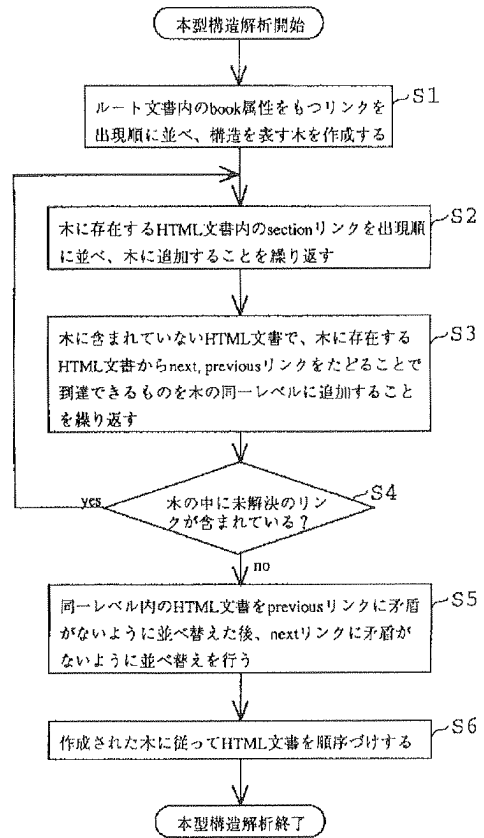 本型構造解析開始
S1
ルート文書内のbook属性をもつリンクを
出現順に並べ、構造を表す木を作成する
S2
木に存在するHTML文書内のsectionリンクを出現順
に並べ、木に追加することを繰り返す
S3
木に含まれていないHTML文書で、木に存在する
HTML文書からnext, previousリンクをたどることで
到達できるものを木の同一レベルに追加すること
を繰り返す
S4
yes
木の中に未解決のリン
クが含まれている？
no
S5
同一レベル内のHTML文書をpreviousリンクに矛盾
がないように並べ替えた後、nextリンクに矛盾が
ないように並べ替えを行う
S6
作成された木に従ってHTML文書を順序づけする
本型構造解析終了